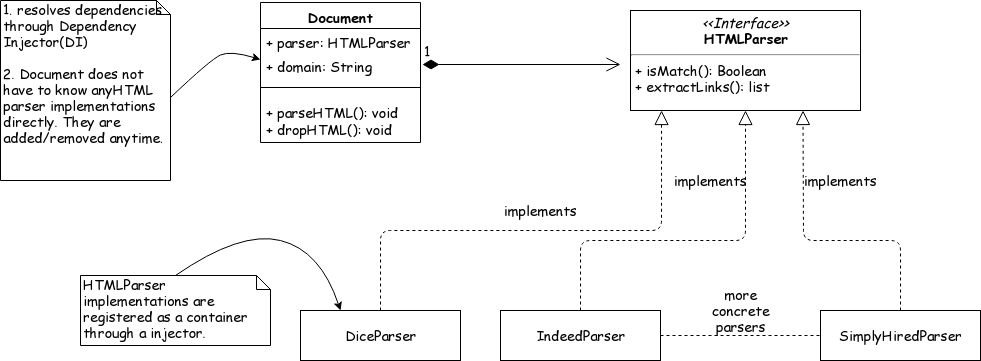 1. resolves dependencies
through Dependency
Injector(DI)
2. Document does not
have to know anyHTML
parser implementations
directly. They are
added/removed anytime.
Document
+ parser: HTMLParser
+ domain: String
+ parseHTML(): void
+ dropHTML(): void
1
<<Interface>>
HTMLParser
+ isMatch(): Boolean
+ extractLinks(): list
implements
implements
implements
HTMLParser
implementations are
registered as a container
through a injector.
DiceParser
IndeedParser
more
concrete
parsers
SimplyHiredParser